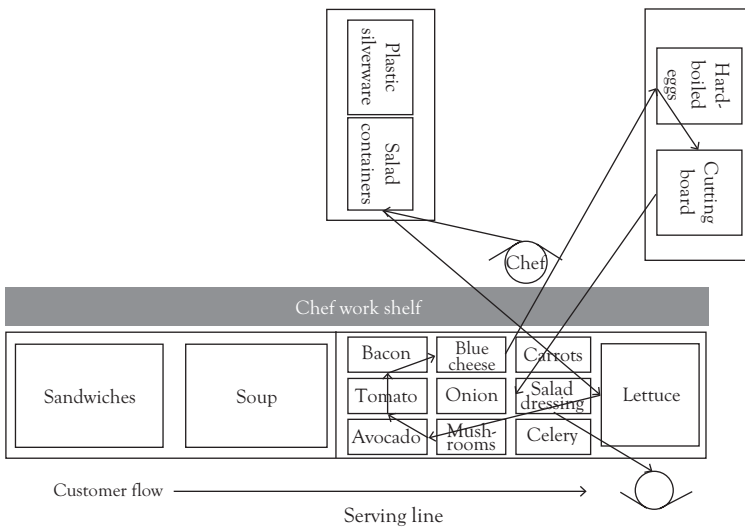 Plastic
silverware
Salad
containers
Hard-
boiled
eggs
Cutting
board
Chef
Chef work shelf
Sandwiches
Soup
Bacon
Blue
cheese
Carrots
Tomato
Onion
Salad
dressing
Lettuce
Avocado
Mush-
rooms
Celery
Customer flow
Serving line